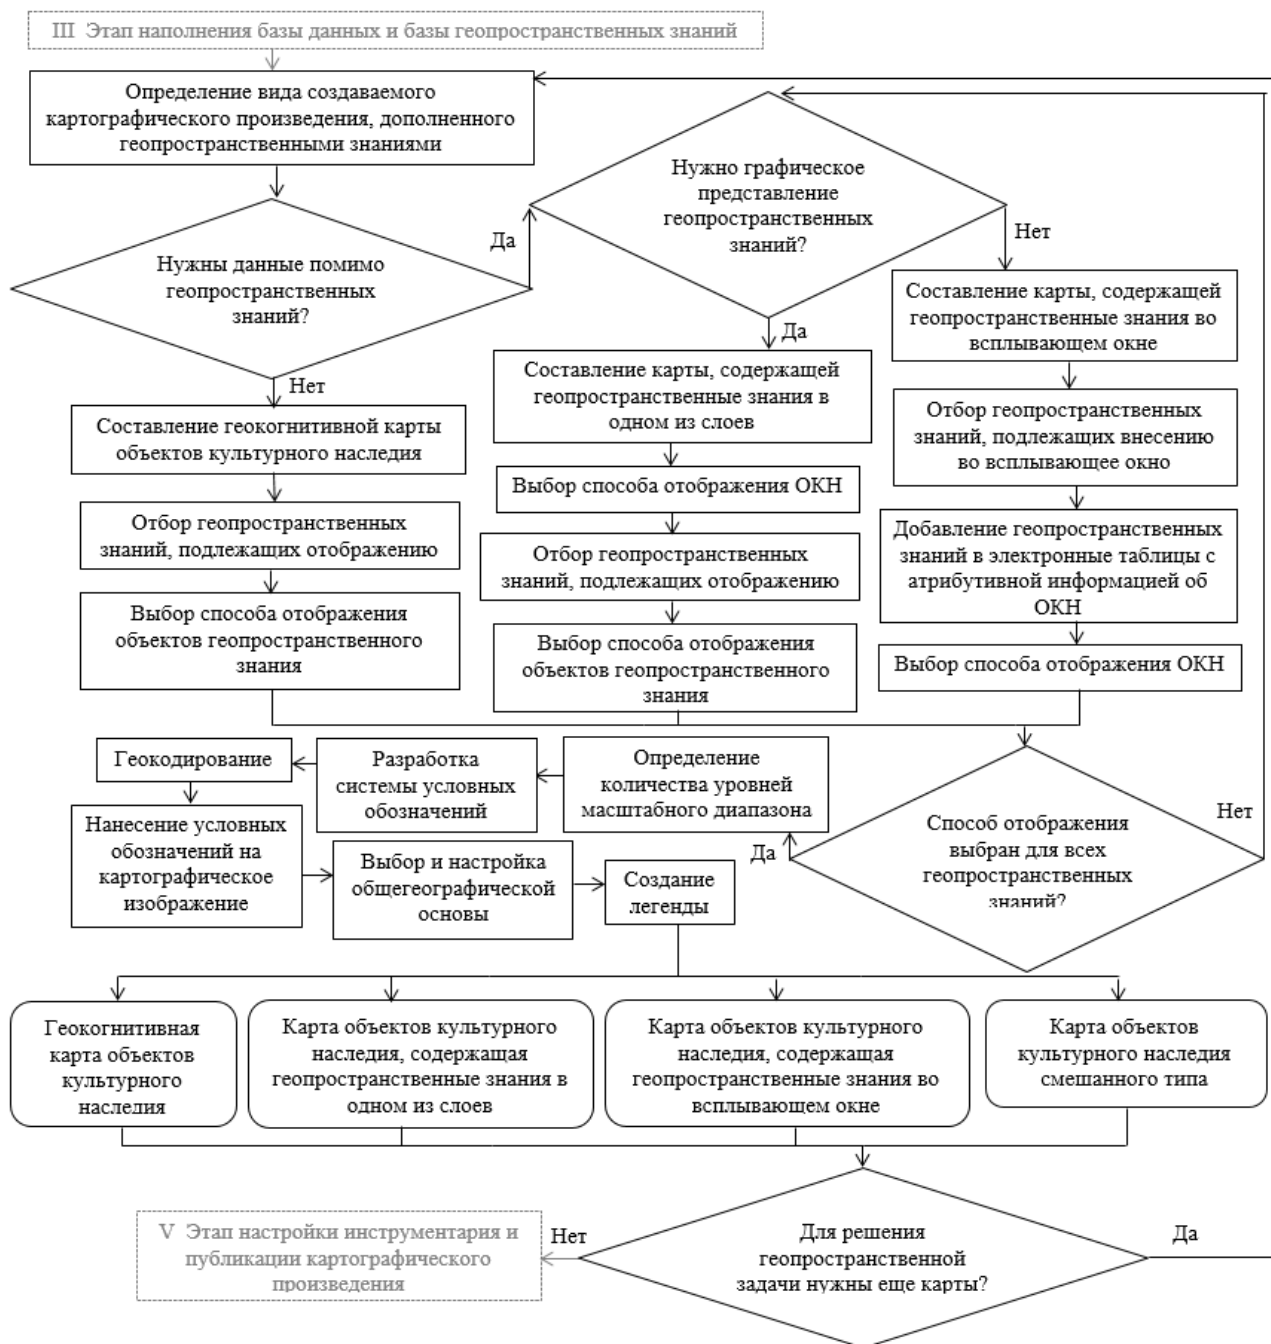 III Этап наполнения базы данных и базы геопространственных знаний
Определение вида создаваемого
картографического произведения, дополненного
геопространственными знаниями
Нужны данные помимо
геопространственных
знаний?
Да
Нет
Нужно графическое
представление
геопространственных
знаний?
Нет
Да
Составление геокогнитивной карты
объектов культурного наследия
Отбор геопространственных
знаний, подлежащих отображению
Выбор способа отображения
объектов геопространственного
знания
Составление карты, содержащей
геопространственные знания в
одном из слоев
Выбор способа отображения ОКН
Отбор геопространственных
знаний, подлежащих отображению
Выбор способа отображения
объектов геопространственного
знания
Составление карты, содержащей
геопространственные знания во
всплывающем окне
Отбор геопространственных
знаний, подлежащих внесению
во всплывающее окно
Добавление геопространственных
знаний в электронные таблицы с
атрибутивной информацией об
ОКН
Выбор способа отображения ОКН
Способ отображения
выбран для всех
геопространственных
знаний?
Нет
Да
Определение
количества уровней
масштабного диапазона
Разработка
системы условных
обозначений
Геокодирование
Нанесение условных
обозначений на
картографическое
изображение
Выбор и настройка
общегеографической
основы
Создание
легенды
Геокогнитивная
карта объектов
культурного
наследия
Карта объектов культурного
наследия, содержащая
геопространственные знания в
одном из слоев
Карта объектов культурного
наследия, содержащая
геопространственные знания во
всплывающем окне
Карта объектов
культурного наследия
смешанного типа
Для решения
геопространственной
задачи нужны еще карты?
Да
Нет
V Этап настройки инструментария и
публикации картографического
произведения